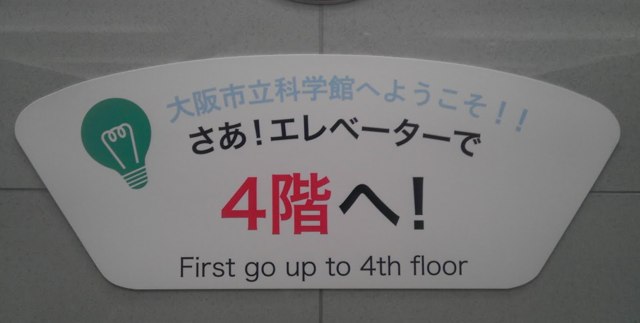 大阪市立科学館へようこそ！！
さあ！エレベーターで
4階へ！
First go up to 4th floor